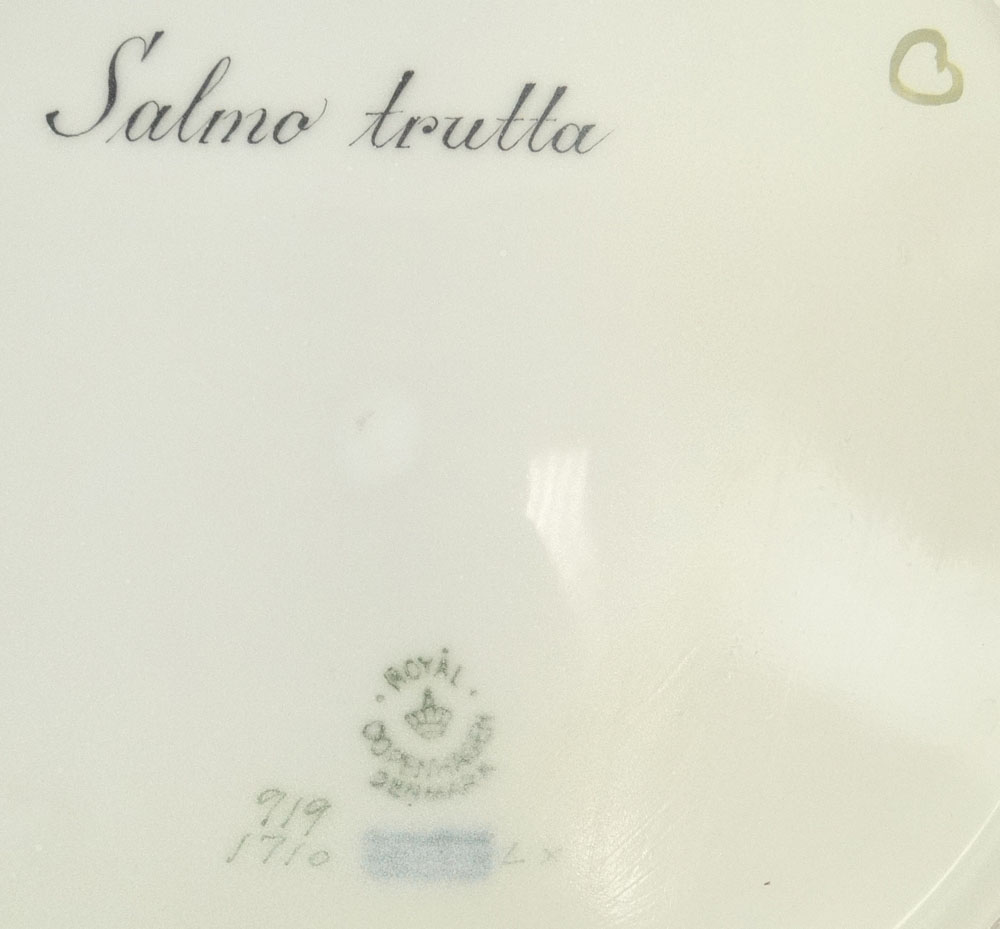 Salmo trutta
ROYAL
COPENHAGEN
DENMARK
919
1710
L x